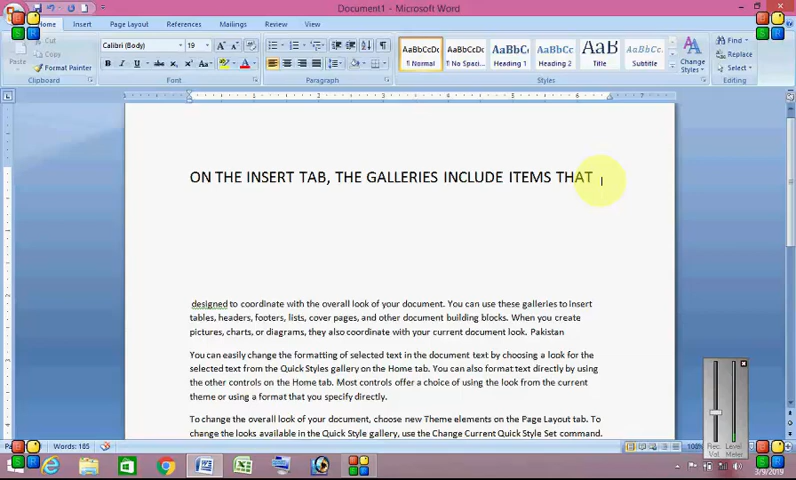 Document1 - Microsoft Word
Home Insert Page Layout References Mailings Review View
Cut
Calibri (Body) 19
AaBbCcDc AaBbCcDc AaBbC AaBbCc AaB AaBbCc.
Find
Paste
Copy
Replace
Format Painter
¶ Normal ¶ No Spaci... Heading 1 Heading 2 Title Subtitle
Change Styles
Select
Clipboard Font Paragraph Styles Editing
ON THE INSERT TAB, THE GALLERIES INCLUDE ITEMS THAT
designed to coordinate with the overall look of your document. You can use these galleries to insert
tables, headers, footers, lists, cover pages, and other document building blocks. When you create
pictures, charts, or diagrams, they also coordinate with your current document look. Pakistan
You can easily change the formatting of selected text in the document text by choosing a look for the
selected text from the Quick Styles gallery on the Home tab. You can also format text directly by using
the other controls on the Home tab. Most controls offer a choice of using the look from the current
theme or using a format that you specify directly.
To change the overall look of your document, choose new Theme elements on the Page Layout tab. To
change the looks available in the Quick Style gallery, use the Change Current Quick Style Set command.
Rec. Vol Level Meter
Words: 185
3/9/2019